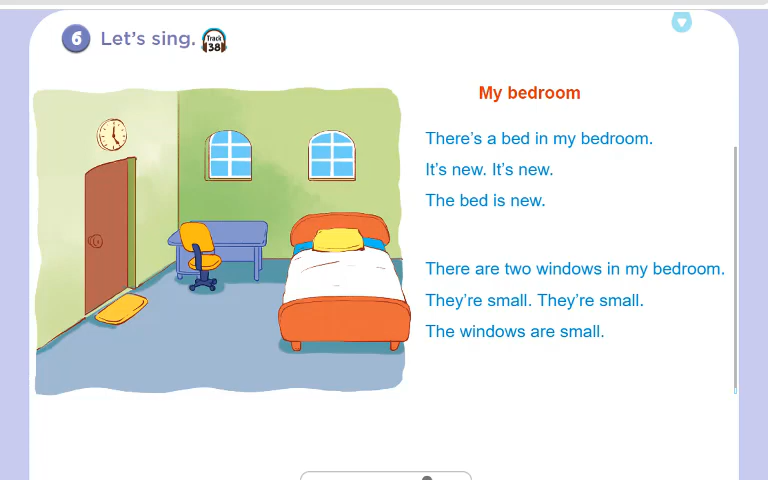 6 Let's sing. Track 38
My bedroom
There's a bed in my bedroom.
It's new. It's new.
The bed is new.
There are two windows in my bedroom.
They're small. They're small.
The windows are small.